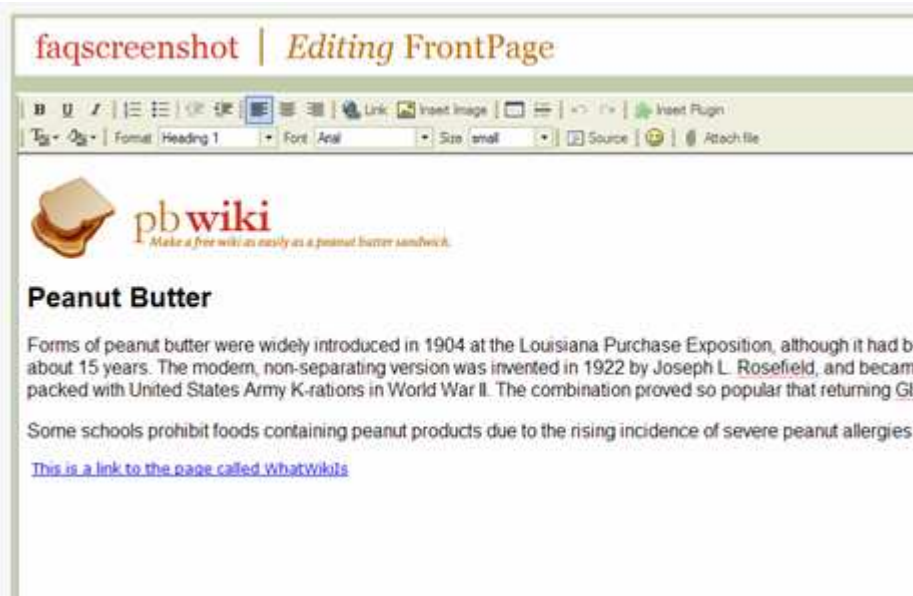 faqscreenshot | Editing FrontPage
B U I Link Insert Image Insert Plugin
Format Heading 1 Font Arial Size small Source Attach file
pbwiki
Make a free wiki as easily as a peanut butter sandwich.
Peanut Butter
Forms of peanut butter were widely introduced in 1904 at the Louisiana Purchase Exposition, although it had b
about 15 years. The modern, non-separating version was invented in 1922 by Joseph L. Rosefield, and becam
packed with United States Army K-rations in World War II. The combination proved so popular that returning GI
Some schools prohibit foods containing peanut products due to the rising incidence of severe peanut allergies
This is a link to the page called WhatWikiIs